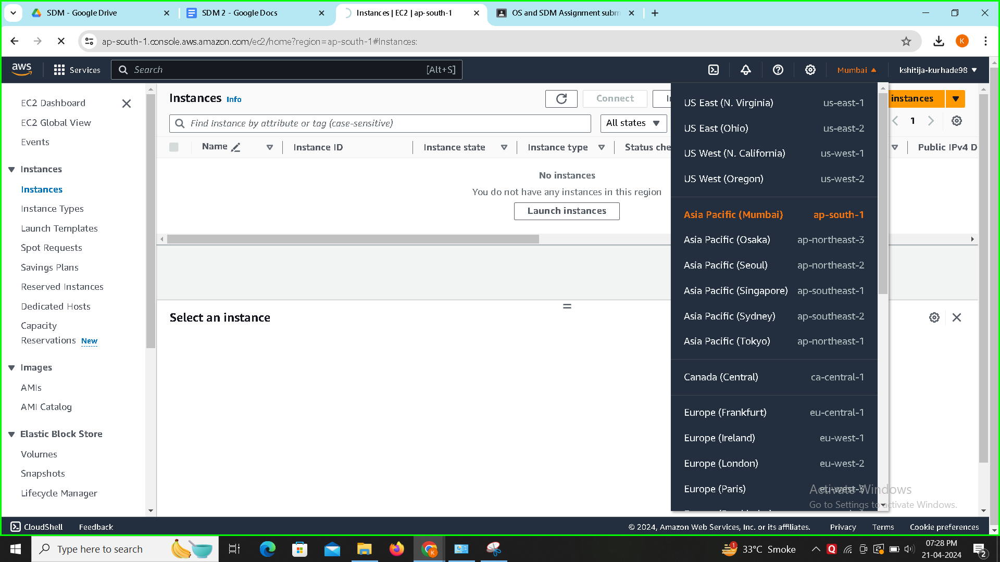 SDM - Google Drive
SDM 2 - Google Docs
Instances | EC2 | ap-south-1
OS and SDM Assignment subm
ap-south-1.console.aws.amazon.com/ec2/home?region=ap-south-1#Instances:
K
aws
Services
Search
[Alt+S]
Mumbai
kshitija-kurhade98
EC2 Dashboard
EC2 Global View
Events
Instances
Instances
Instance Types
Launch Templates
Spot Requests
Savings Plans
Reserved Instances
Dedicated Hosts
Capacity
Reservations New
Images
AMIs
AMI Catalog
Elastic Block Store
Volumes
Snapshots
Lifecycle Manager
Instances Info
Connect
instances
Find Instance by attribute or tag (case-sensitive)
All states
1
Name
Instance ID
Instance state
Instance type
Status che
Public IPv4 D
No instances
You do not have any instances in this region
Launch instances
Select an instance
US East (N. Virginia) us-east-1
US East (Ohio) us-east-2
US West (N. California) us-west-1
US West (Oregon) us-west-2
Asia Pacific (Mumbai) ap-south-1
Asia Pacific (Osaka) ap-northeast-3
Asia Pacific (Seoul) ap-northeast-2
Asia Pacific (Singapore) ap-southeast-1
Asia Pacific (Sydney) ap-southeast-2
Asia Pacific (Tokyo) ap-northeast-1
Canada (Central) ca-central-1
Europe (Frankfurt) eu-central-1
Europe (Ireland) eu-west-1
Europe (London) eu-west-2
Europe (Paris) eu-west-3
Activate Windows
Go to Settings to activate Windows.
CloudShell
Feedback
© 2024, Amazon Web Services, Inc. or its affiliates.
Privacy
Terms
Cookie preferences
Type here to search
K
1
33°C Smoke
Q
07:28 PM
21-04-2024
2